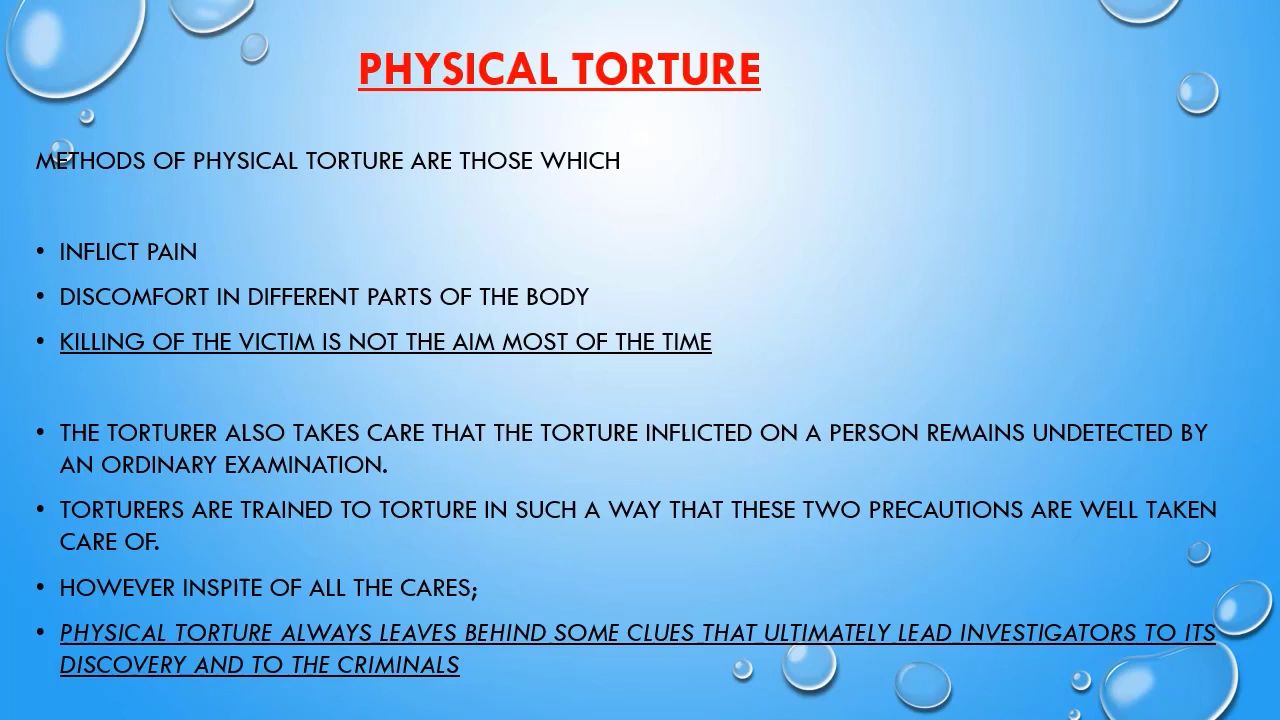 PHYSICAL TORTURE
METHODS OF PHYSICAL TORTURE ARE THOSE WHICH
• INFLICT PAIN
• DISCOMFORT IN DIFFERENT PARTS OF THE BODY
• KILLING OF THE VICTIM IS NOT THE AIM MOST OF THE TIME
• THE TORTURER ALSO TAKES CARE THAT THE TORTURE INFLICTED ON A PERSON REMAINS UNDETECTED BY
AN ORDINARY EXAMINATION.
• TORTURERS ARE TRAINED TO TORTURE IN SUCH A WAY THAT THESE TWO PRECAUTIONS ARE WELL TAKEN
CARE OF.
• HOWEVER INSPITE OF ALL THE CARES;
• PHYSICAL TORTURE ALWAYS LEAVES BEHIND SOME CLUES THAT ULTIMATELY LEAD INVESTIGATORS TO ITS
DISCOVERY AND TO THE CRIMINALS